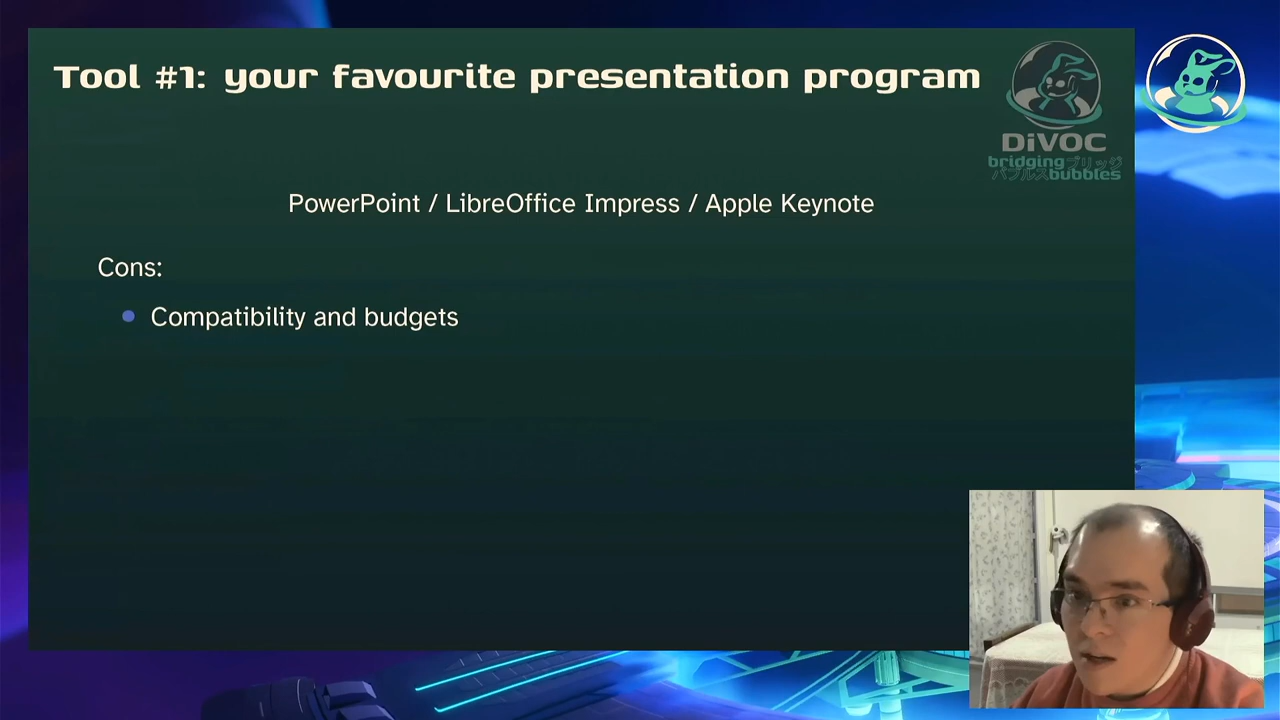 Tool #1: your favourite presentation program
DiVOC
bridgingブリッジ
バブルスbubbles
PowerPoint / LibreOffice Impress / Apple Keynote
Cons:
Compatibility and budgets